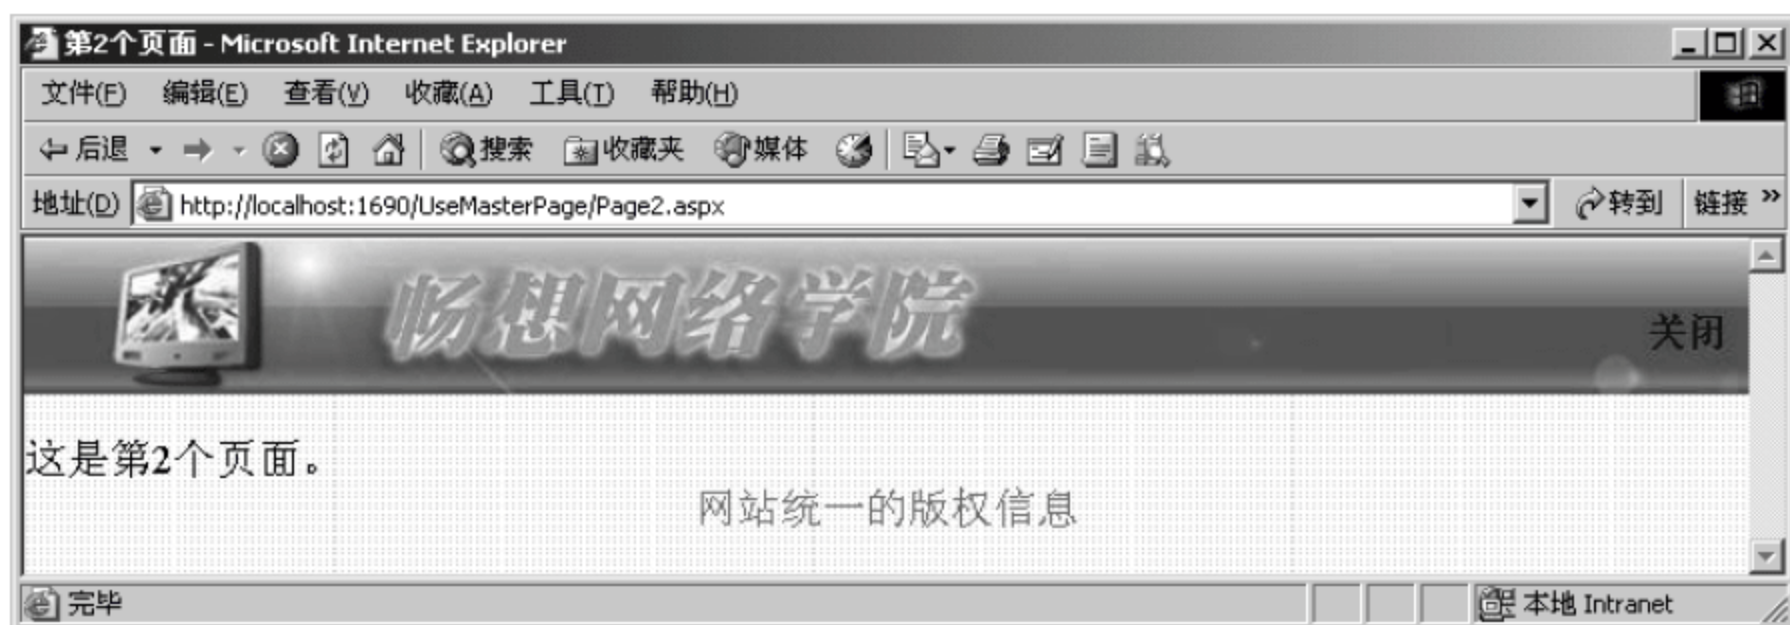 第2个页面 - Microsoft Internet Explorer
文件(F) 编辑(E) 查看(V) 收藏(A) 工具(T) 帮助(H)
后退 搜索 收藏夹 媒体
地址(D) http://localhost:1690/UseMasterPage/Page2.aspx 转到 链接 »
畅想网络学院
关闭
这是第2个页面。
网站统一的版权信息
完毕 本地 Intranet